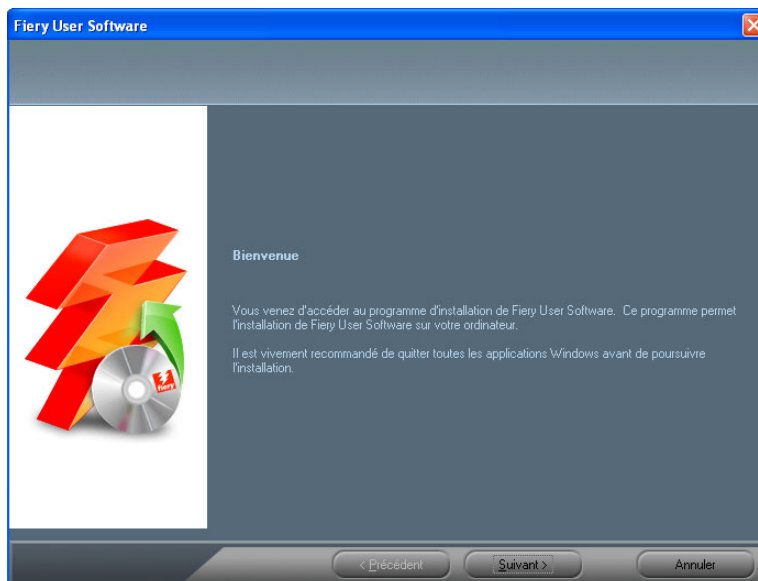 Fiery User Software
Bienvenue
Vous venez d'accéder au programme d'installation de Fiery User Software. Ce programme permet
l'installation de Fiery User Software sur votre ordinateur.
Il est vivement recommandé de quitter toutes les applications Windows avant de poursuivre
l'installation.
fiery
< Précédent
Suivant >
Annuler